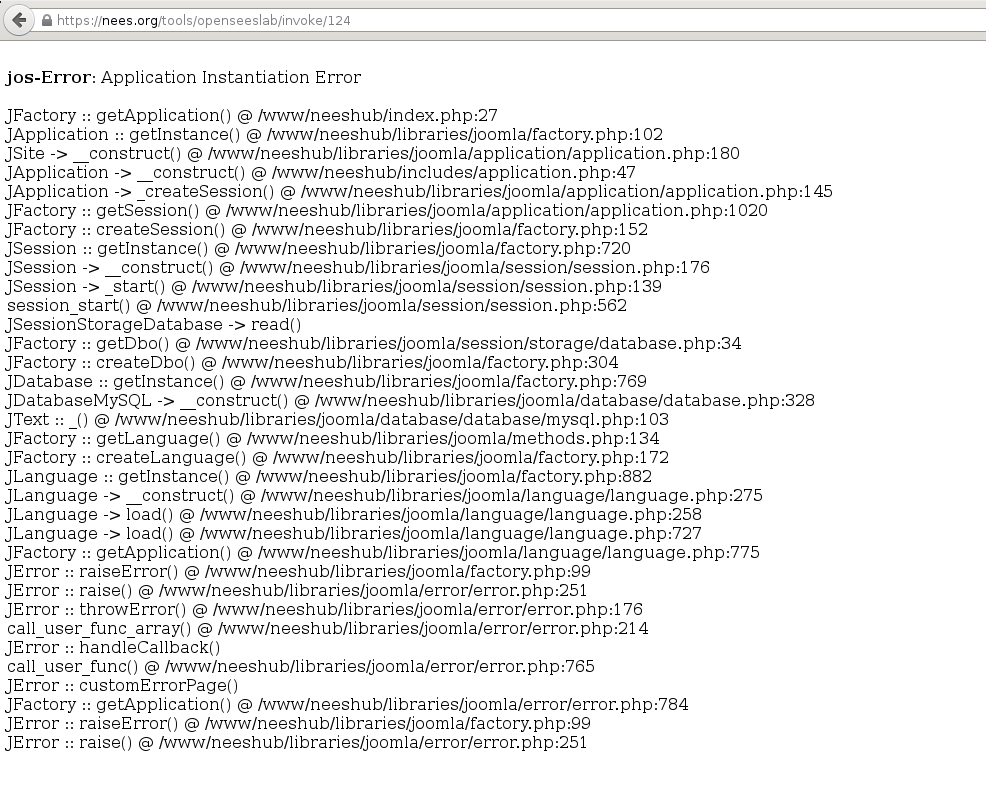 https://nees.org/tools/openseeslab/invoke/124
jos-Error: Application Instantiation Error
JFactory :: getApplication() @ /www/neeshub/index.php:27
JApplication :: getInstance() @ /www/neeshub/libraries/joomla/factory.php:102
JSite -> __construct() @ /www/neeshub/libraries/joomla/application/application.php:180
JApplication -> __construct() @ /www/neeshub/includes/application.php:47
JApplication -> _createSession() @ /www/neeshub/libraries/joomla/application/application.php:145
JFactory :: getSession() @ /www/neeshub/libraries/joomla/application/application.php:1020
JFactory :: createSession() @ /www/neeshub/libraries/joomla/factory.php:152
JSession :: getInstance() @ /www/neeshub/libraries/joomla/factory.php:720
JSession -> __construct() @ /www/neeshub/libraries/joomla/session/session.php:176
JSession -> _start() @ /www/neeshub/libraries/joomla/session/session.php:139
session_start() @ /www/neeshub/libraries/joomla/session/session.php:562
JSessionStorageDatabase -> read()
JFactory :: getDbo() @ /www/neeshub/libraries/joomla/session/storage/database.php:34
JFactory :: createDbo() @ /www/neeshub/libraries/joomla/factory.php:304
JDatabase :: getInstance() @ /www/neeshub/libraries/joomla/factory.php:769
JDatabaseMySQL -> __construct() @ /www/neeshub/libraries/joomla/database/database.php:328
JText :: _() @ /www/neeshub/libraries/joomla/database/database/mysql.php:103
JFactory :: getLanguage() @ /www/neeshub/libraries/joomla/methods.php:134
JFactory :: createLanguage() @ /www/neeshub/libraries/joomla/factory.php:172
JLanguage :: getInstance() @ /www/neeshub/libraries/joomla/factory.php:882
JLanguage -> __construct() @ /www/neeshub/libraries/joomla/language/language.php:275
JLanguage -> load() @ /www/neeshub/libraries/joomla/language/language.php:258
JLanguage -> load() @ /www/neeshub/libraries/joomla/language/language.php:727
JFactory :: getApplication() @ /www/neeshub/libraries/joomla/language/language.php:775
JError :: raiseError() @ /www/neeshub/libraries/joomla/factory.php:99
JError :: raise() @ /www/neeshub/libraries/joomla/error/error.php:251
JError :: throwError() @ /www/neeshub/libraries/joomla/error/error.php:176
call_user_func_array() @ /www/neeshub/libraries/joomla/error/error.php:214
JError :: handleCallback()
call_user_func() @ /www/neeshub/libraries/joomla/error/error.php:765
JError :: customErrorPage()
JFactory :: getApplication() @ /www/neeshub/libraries/joomla/error/error.php:784
JError :: raiseError() @ /www/neeshub/libraries/joomla/factory.php:99
JError :: raise() @ /www/neeshub/libraries/joomla/error/error.php:251